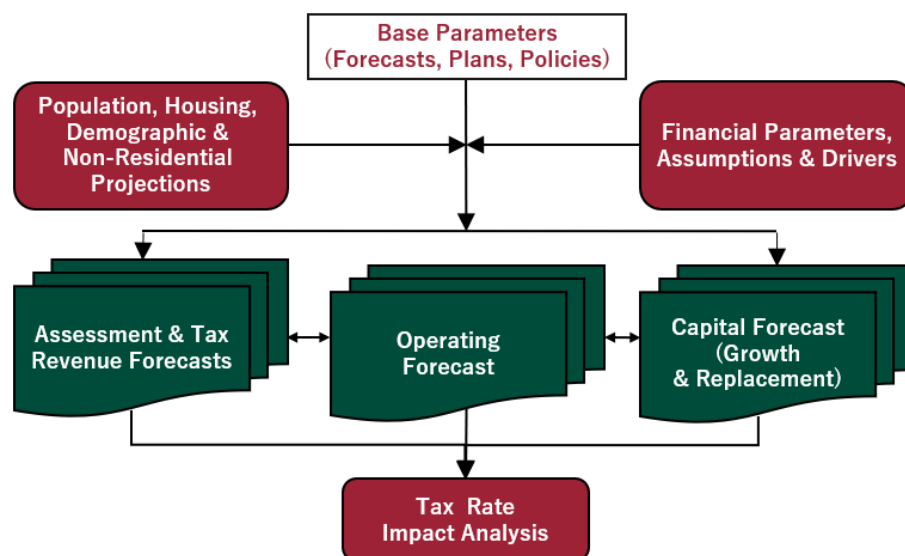 Base Parameters
(Forecasts, Plans, Policies)
Population, Housing,
Demographic &
Non-Residential
Projections
Financial Parameters,
Assumptions & Drivers
Assessment & Tax
Revenue Forecasts
Operating
Forecast
Capital Forecast
(Growth
& Replacement)
Tax Rate
Impact Analysis